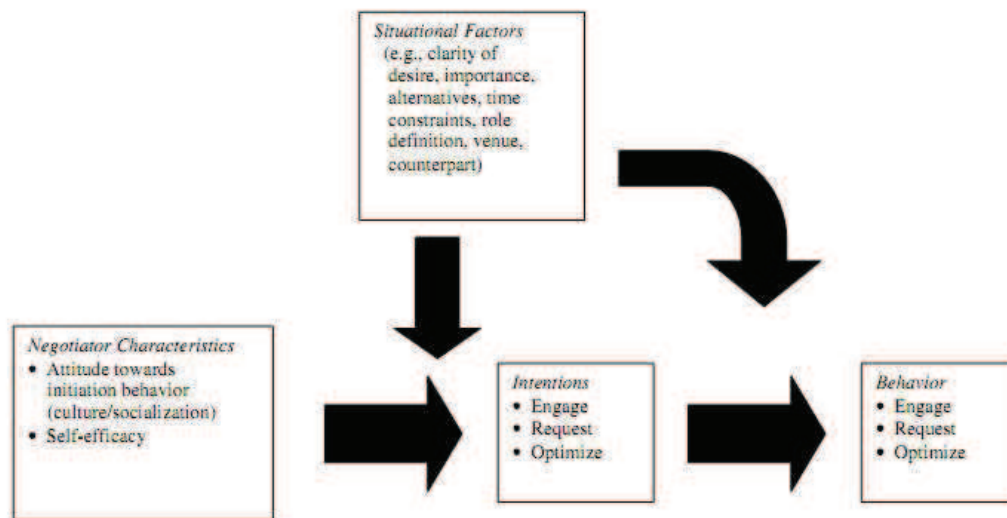 Situational Factors
(e.g., clarity of
desire, importance,
alternatives, time
constraints, role
definition, venue,
counterpart)
Negotiator Characteristics
• Attitude towards
initiation behavior
(culture/socialization)
• Self-efficacy
Intentions
• Engage
• Request
• Optimize
Behavior
• Engage
• Request
• Optimize